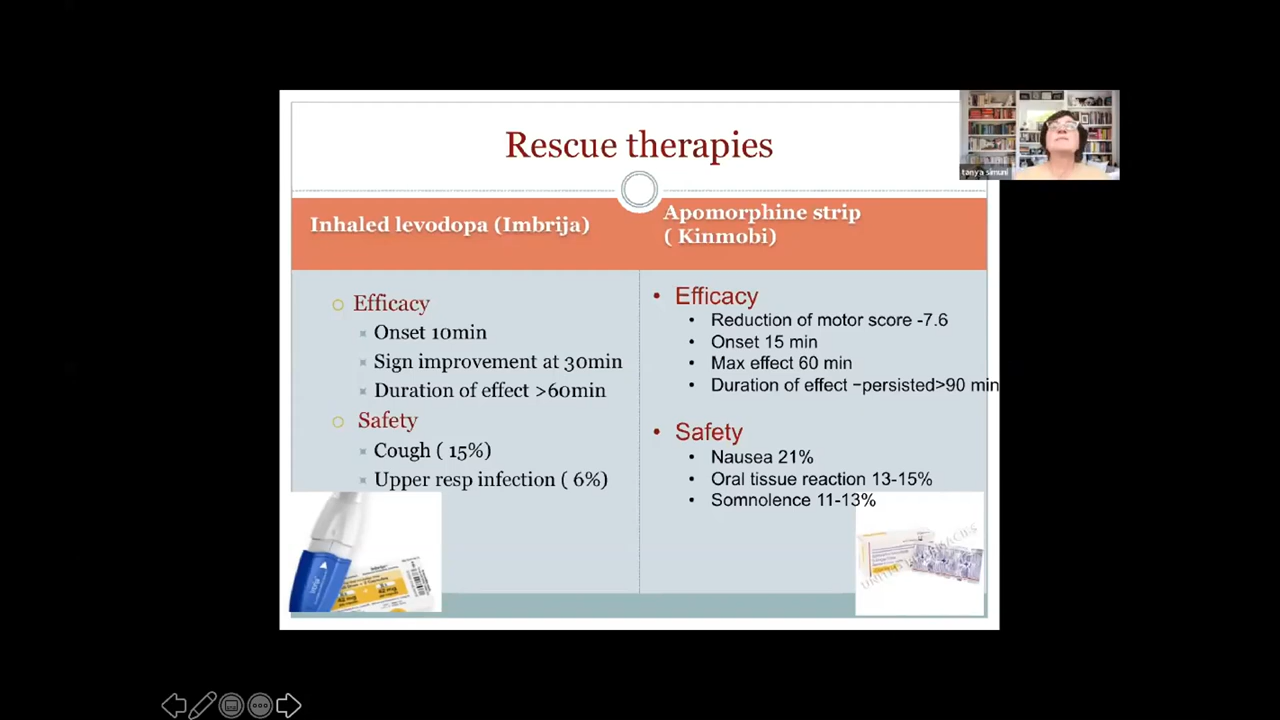 Rescue therapies
tanya simuni
Inhaled levodopa (Imbrija)
Efficacy
Onset 10min
Sign improvement at 30min
Duration of effect >60min
Safety
Cough ( 15%)
Upper resp infection ( 6%)
Apomorphine strip
( Kinmobi)
• Efficacy
• Reduction of motor score -7.6
• Onset 15 min
• Max effect 60 min
• Duration of effect −persisted>90 min
• Safety
• Nausea 21%
• Oral tissue reaction 13-15%
• Somnolence 11-13%